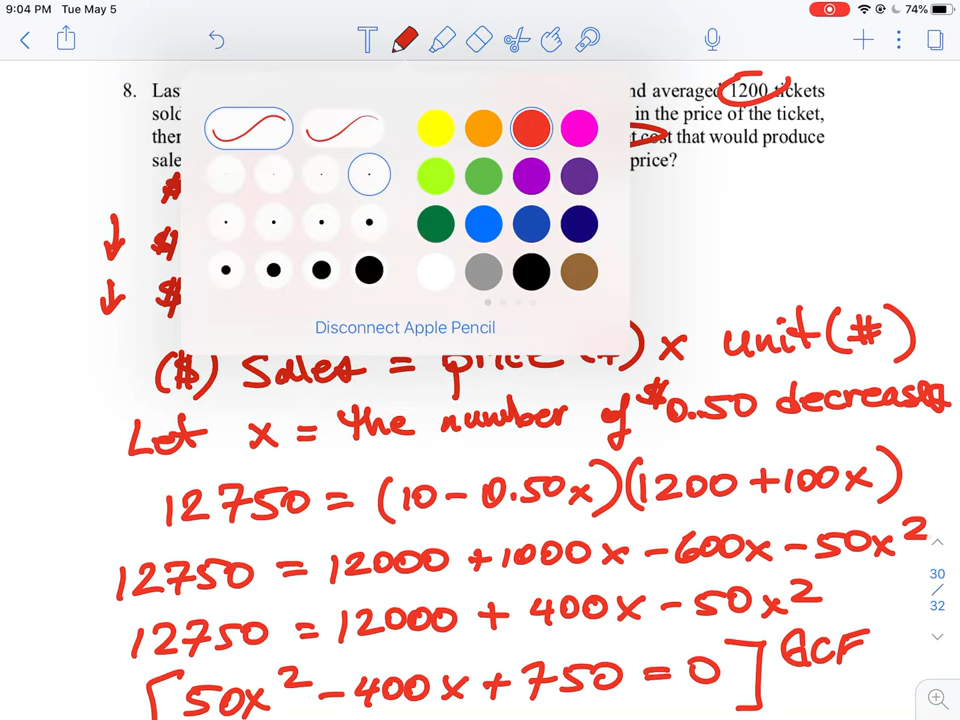 9:04 PM Tue May 5 74%
8. Las nd averaged 1200 tickets
sold in the price of the ticket,
ther cost that would produce
sale price?
↓ $
↓ $
Disconnect Apple Pencil
($) Sales = price ( ) x unit(#)
Let x = the number of $0.50 decreases
12750 = (10 - 0.50x)(1200 + 100x)
12750 = 12000 + 1000x - 600x - 50x²
12750 = 12000 + 400x - 50x²
[50x² - 400x + 750 = 0] GCF
30
/
32